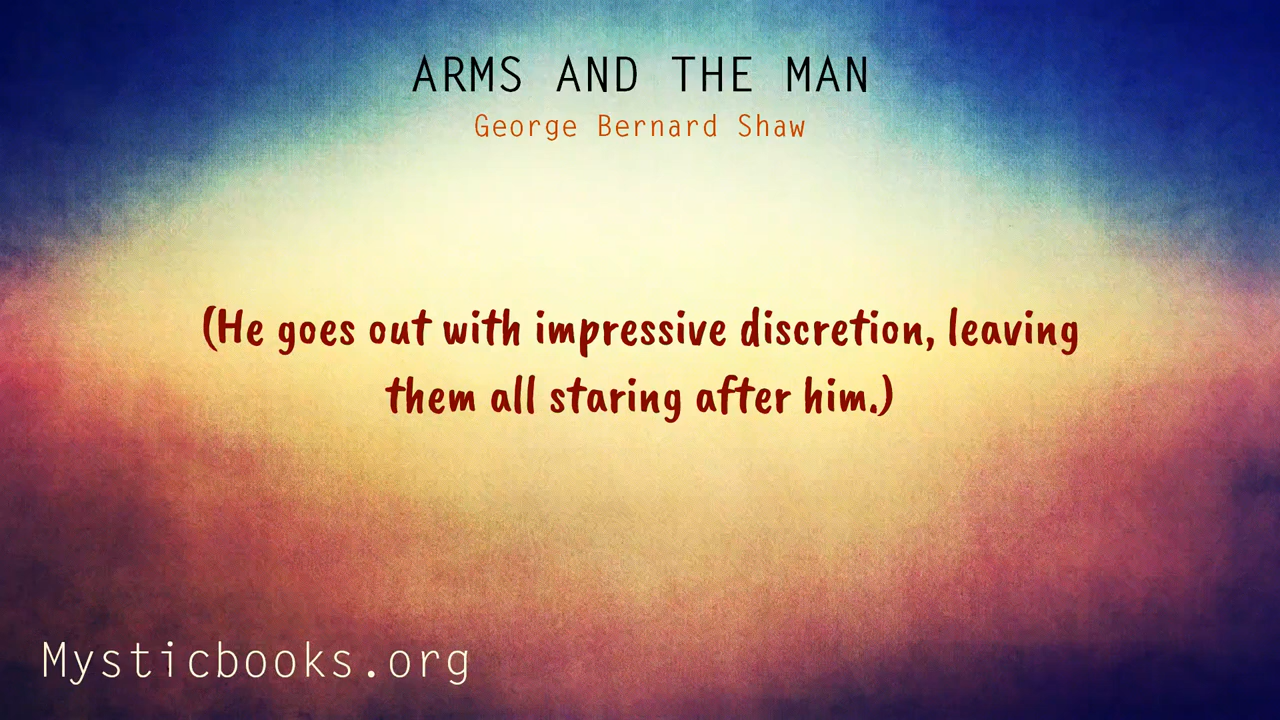 ARMS AND THE MAN
George Bernard Shaw
(He goes out with impressive discretion, leaving
them all staring after him.)
Mysticbooks.org